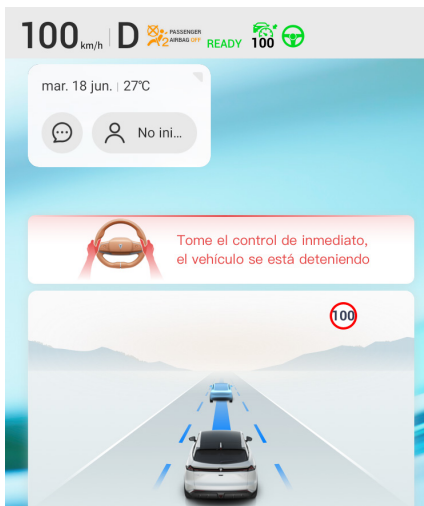 100 km/h D 2 PASSENGER AIRBAG OFF READY 100
mar. 18 jun. | 27℃
No ini...
Tome el control de inmediato,
el vehículo se está deteniendo
100